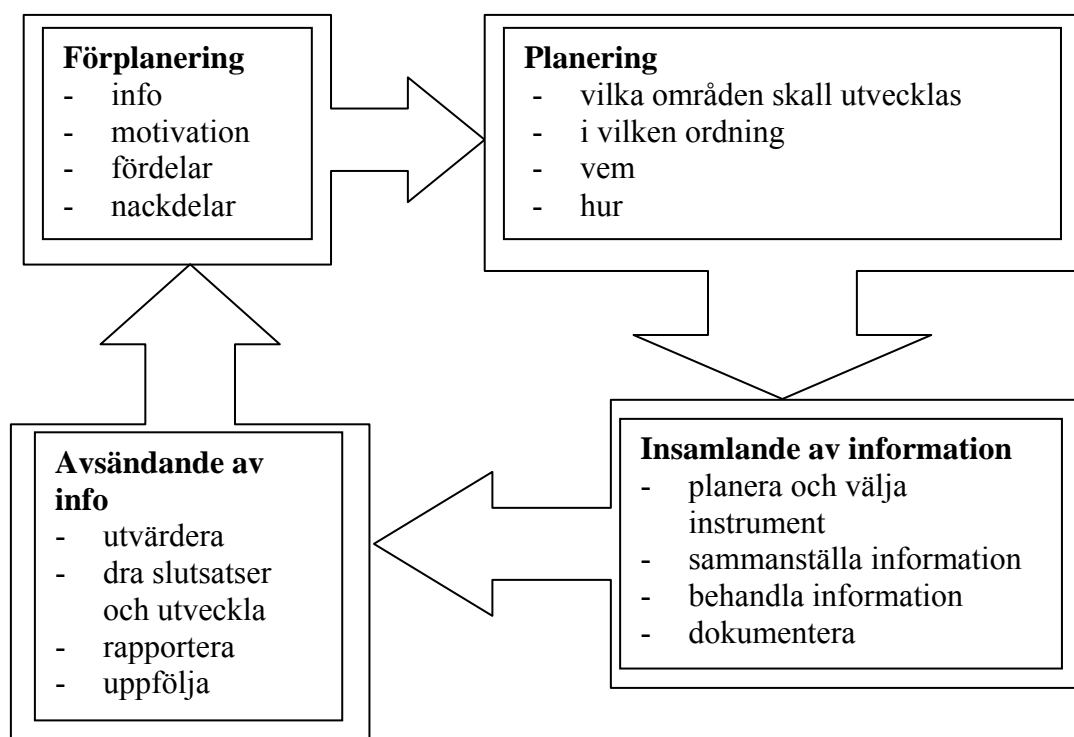 Förplanering
- info
- motivation
- fördelar
- nackdelar
Planering
- vilka områden skall utvecklas
- i vilken ordning
- vem
- hur
Insamlande av information
- planera och välja
instrument
- sammanställa information
- behandla information
- dokumentera
Avsändande av
info
- utvärdera
- dra slutsatser
och utveckla
- rapportera
- uppfölja